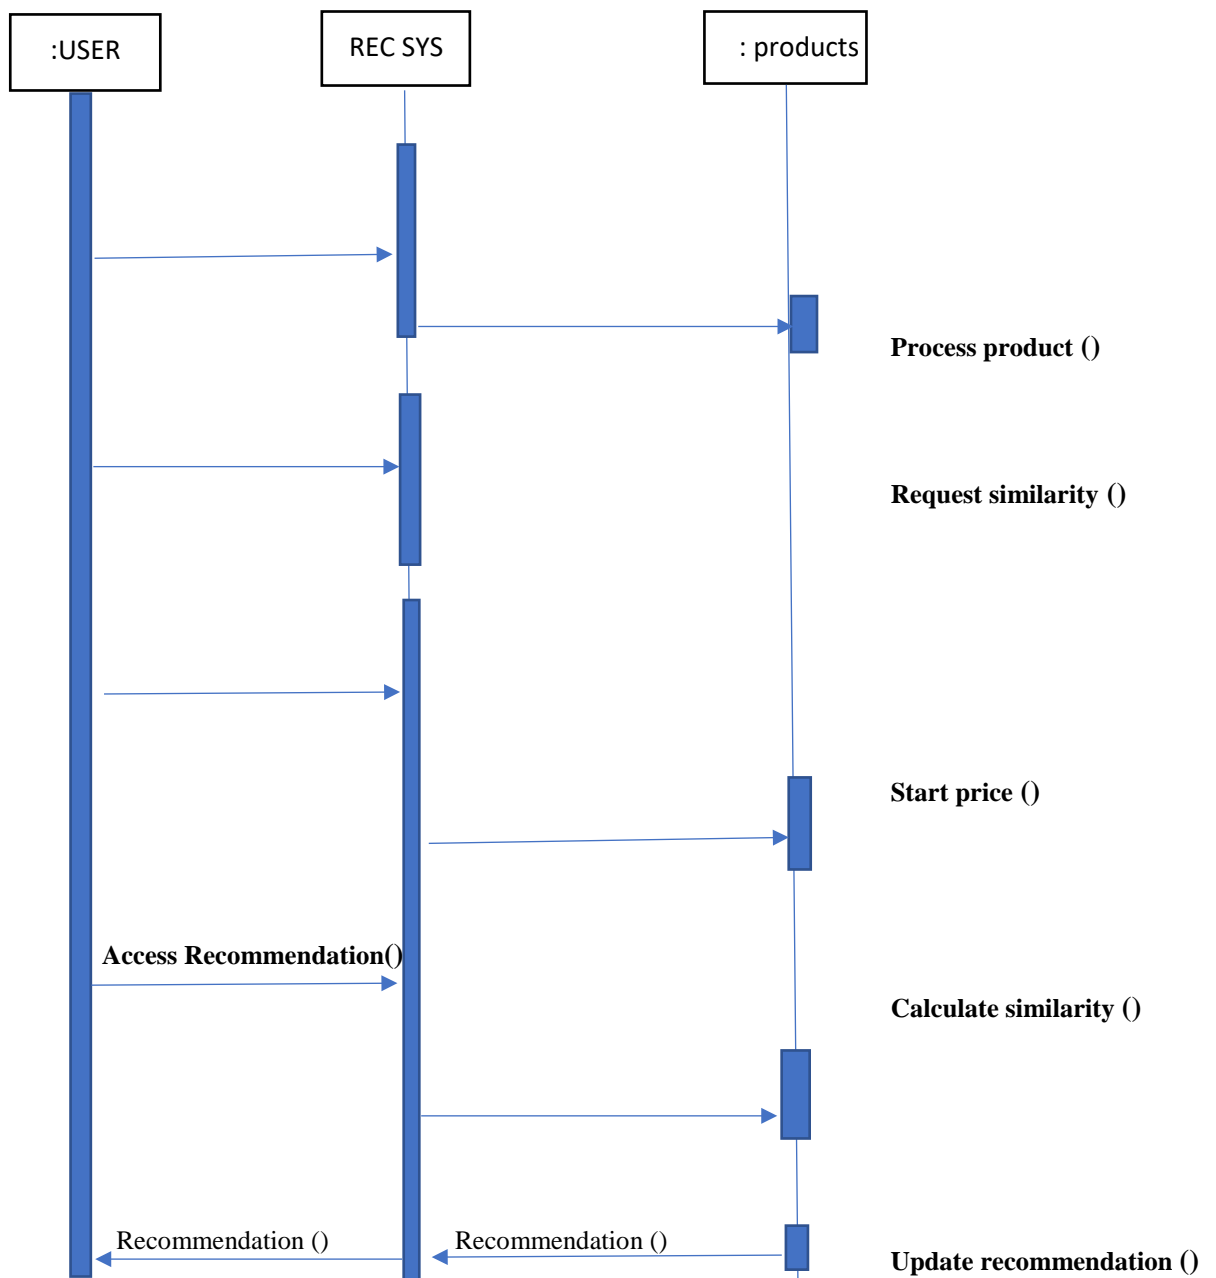 :USER
REC SYS
: products
Process product ()
Request similarity ()
Start price ()
Access Recommendation()
Calculate similarity ()
Recommendation ()
Recommendation ()
Update recommendation ()